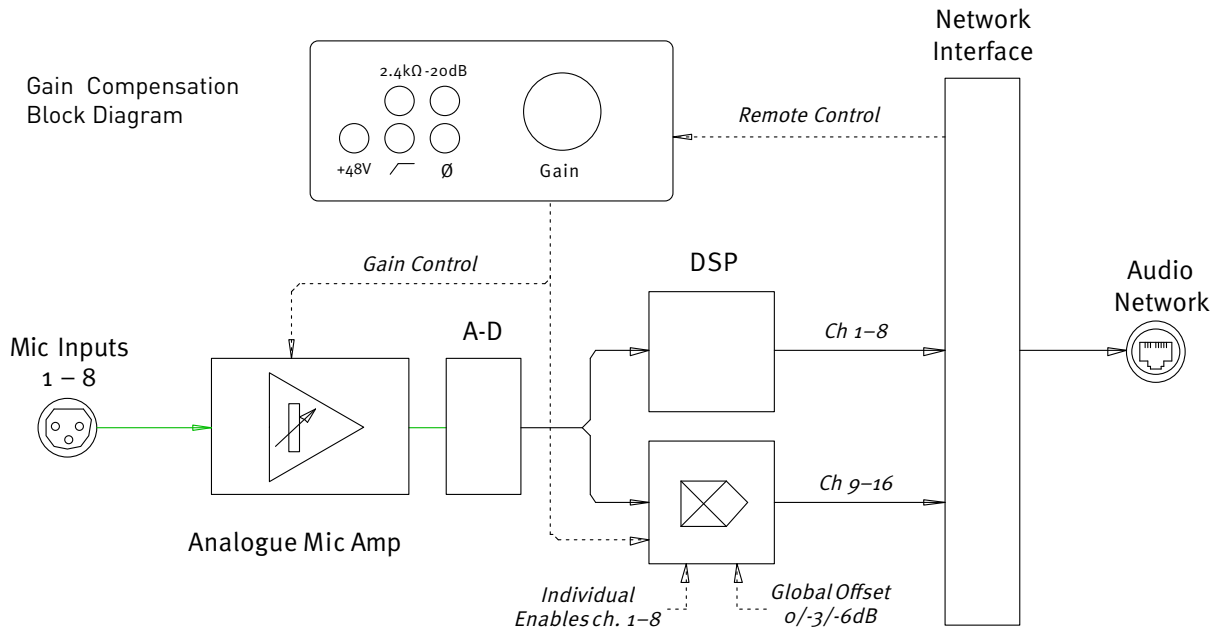 Network
Interface
Gain Compensation
Block Diagram
2.4kΩ -20dB
+48V
Ø
Gain
Remote Control
Gain Control
DSP
A-D
Audio
Network
Mic Inputs
1 – 8
Ch 1–8
Ch 9–16
Analogue Mic Amp
Individual
Enables ch. 1–8
Global Offset
0/-3/-6dB